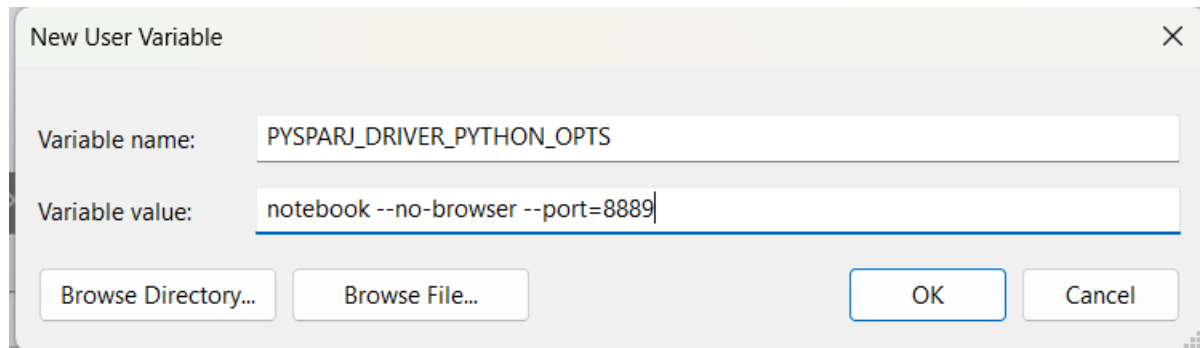 New User Variable
Variable name: PYSPARJ_DRIVER_PYTHON_OPTS
Variable value: notebook --no-browser --port=8889
Browse Directory... Browse File... OK Cancel